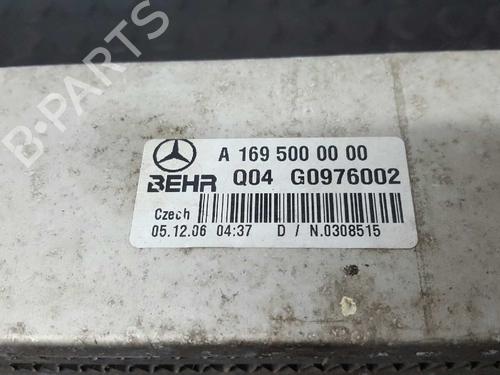 B-PARTS
A 169 500 00 00
BEHR Q04 G0976002
Czech
05.12.06 04:37 D / N.0308515